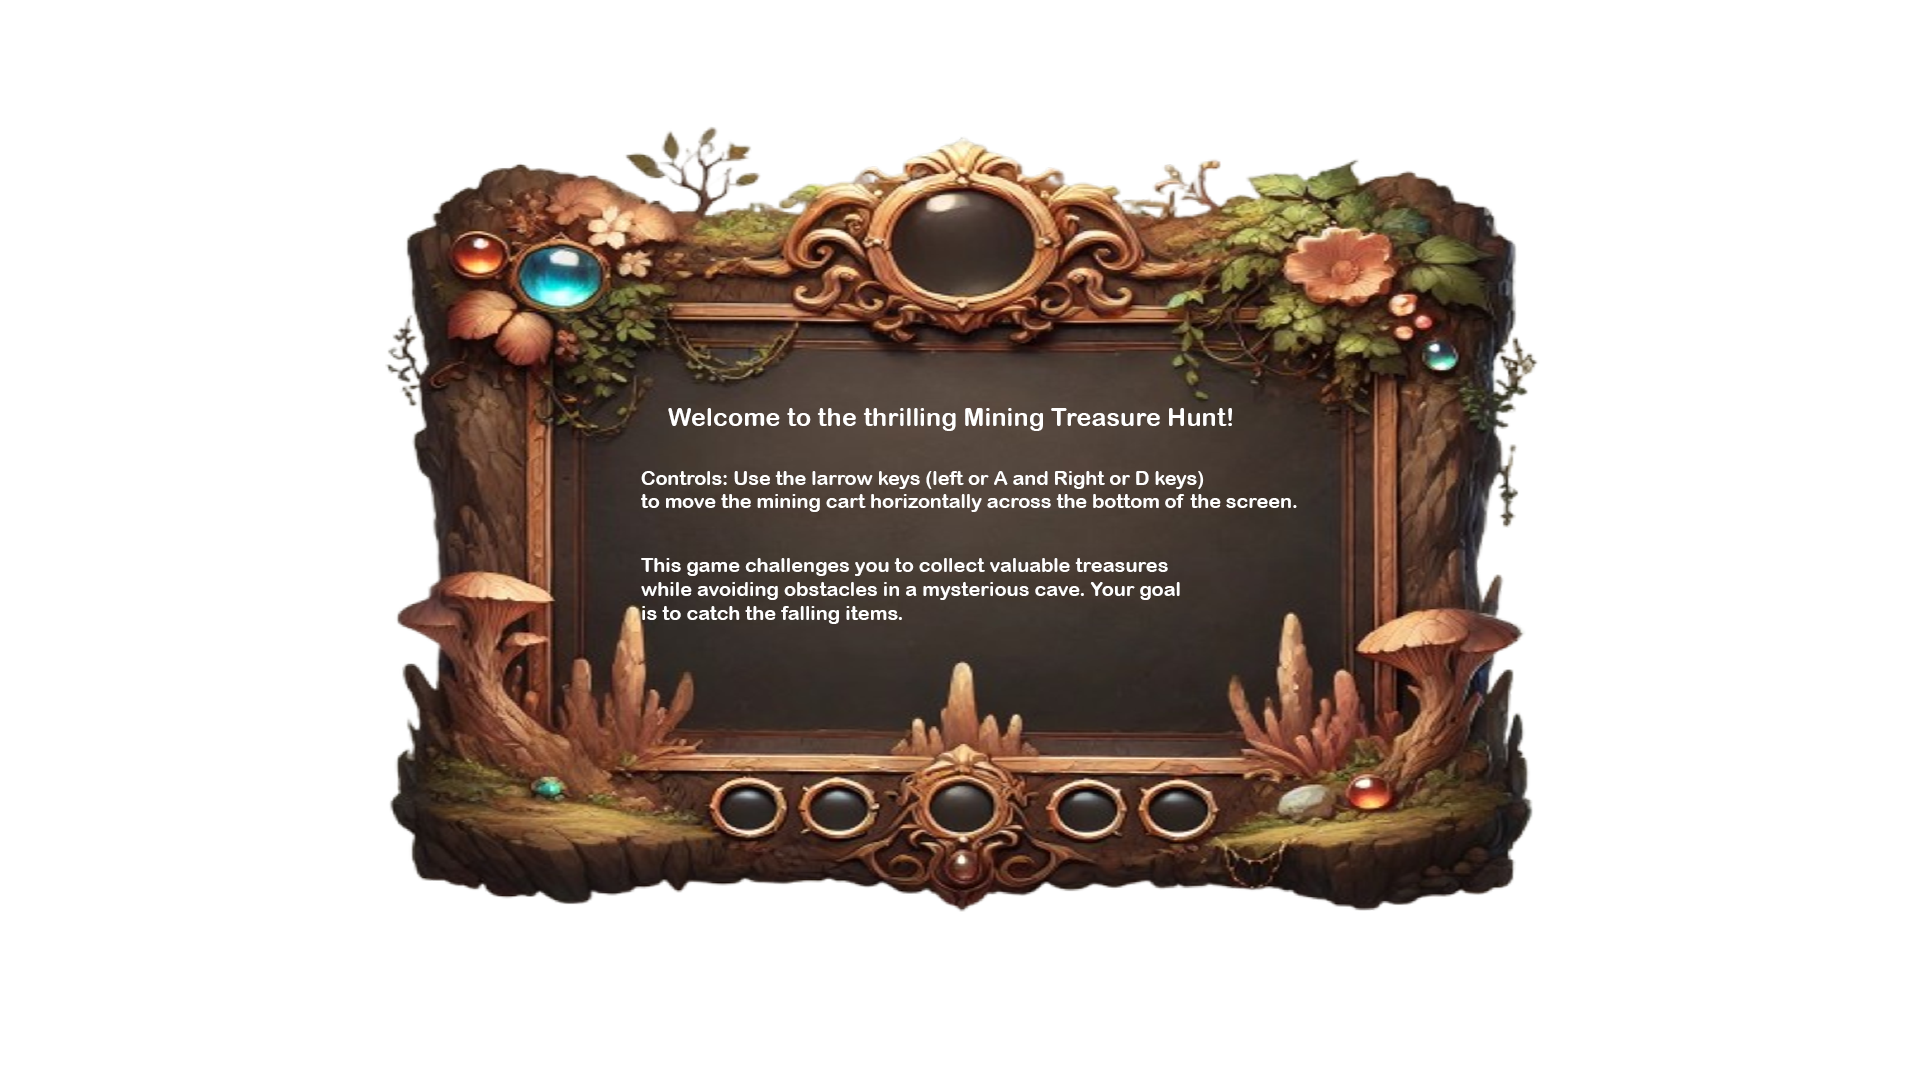 Welcome to the thrilling Mining Treasure Hunt!
Controls: Use the larrow keys (left or A and Right or D keys)
to move the mining cart horizontally across the bottom of the screen.
This game challenges you to collect valuable treasures
while avoiding obstacles in a mysterious cave. Your goal
is to catch the falling items.